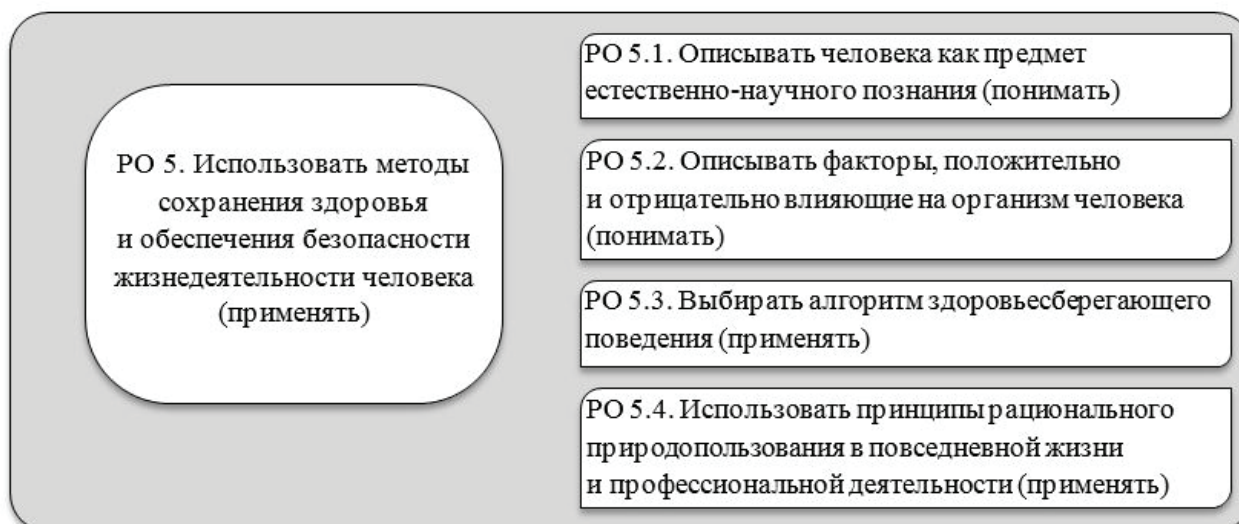 РО 5. Использовать методы
сохранения здоровья
и обеспечения безопасности
жизнедеятельности человека
(применять)
РО 5.1. Описывать человека как предмет
естественно-научного познания (понимать)
РО 5.2. Описывать факторы, положительно
и отрицательно влияющие на организм человека
(понимать)
РО 5.3. Выбирать алгоритм здоровьесберегающего
поведения (применять)
РО 5.4. Использовать принципы рационального
природопользования в повседневной жизни
и профессиональной деятельности (применять)